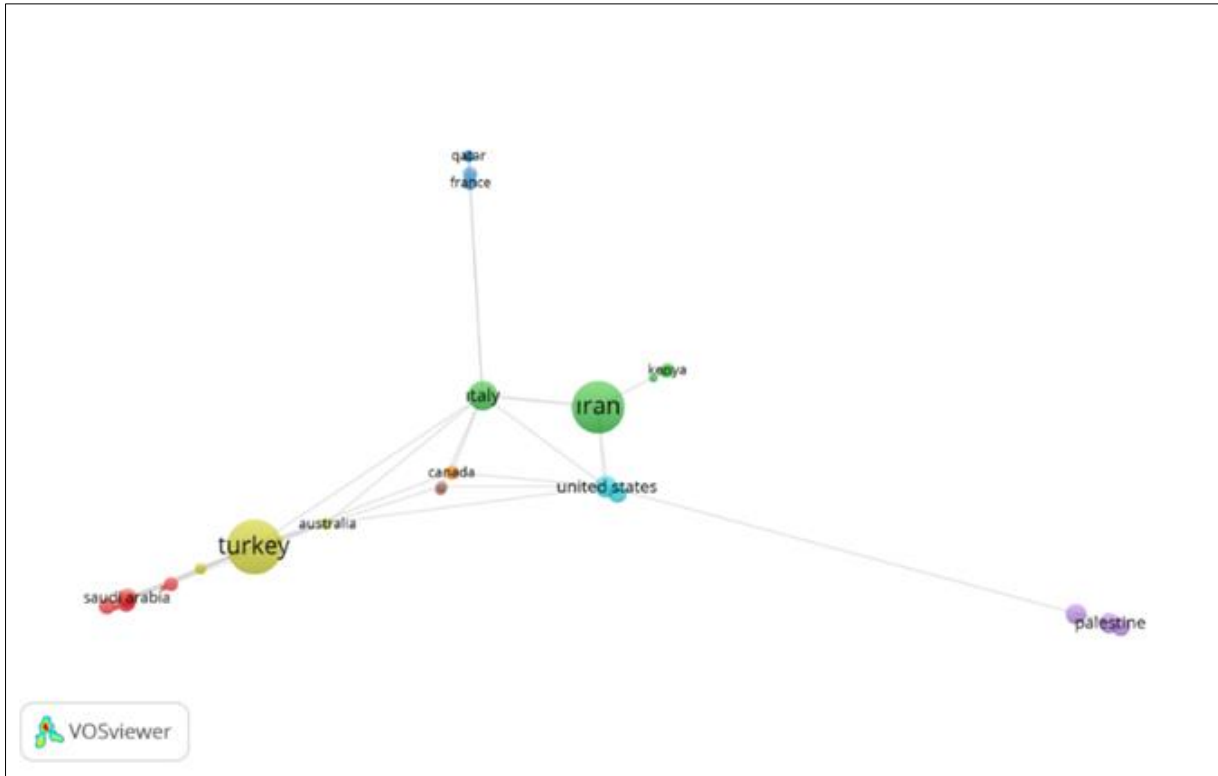 qatar
france
italy
iran
kenya
canada
united states
australia
turkey
saudi arabia
palestine
VOSviewer